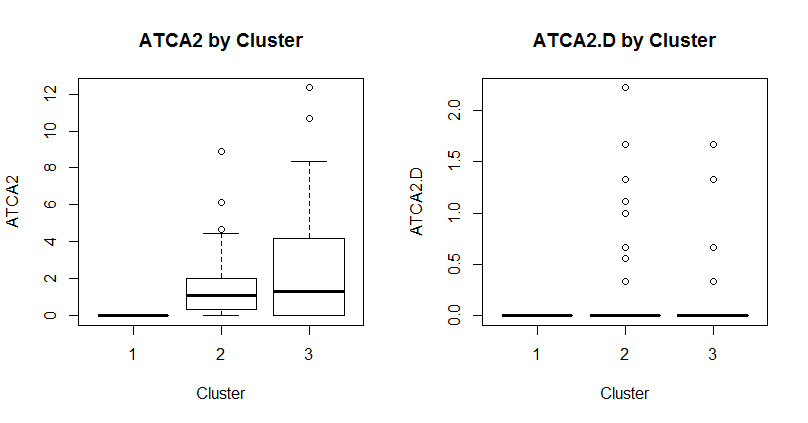 ATCA2 by Cluster
ATCA2
12
10
8
6
4
2
0
1 2 3
Cluster
ATCA2.D by Cluster
ATCA2.D
2.0
1.5
1.0
0.5
0.0
1 2 3
Cluster